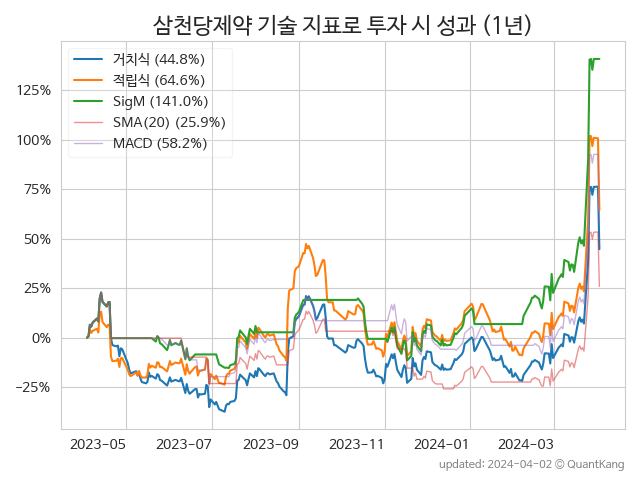 삼천당제약 기술 지표로 투자 시 성과 (1년)
거치식 (44.8%)
적립식 (64.6%)
SigM (141.0%)
SMA(20) (25.9%)
MACD (58.2%)
125%
100%
75%
50%
25%
0%
−25%
2023-05 2023-07 2023-09 2023-11 2024-01 2024-03
updated: 2024-04-02 © QuantKang